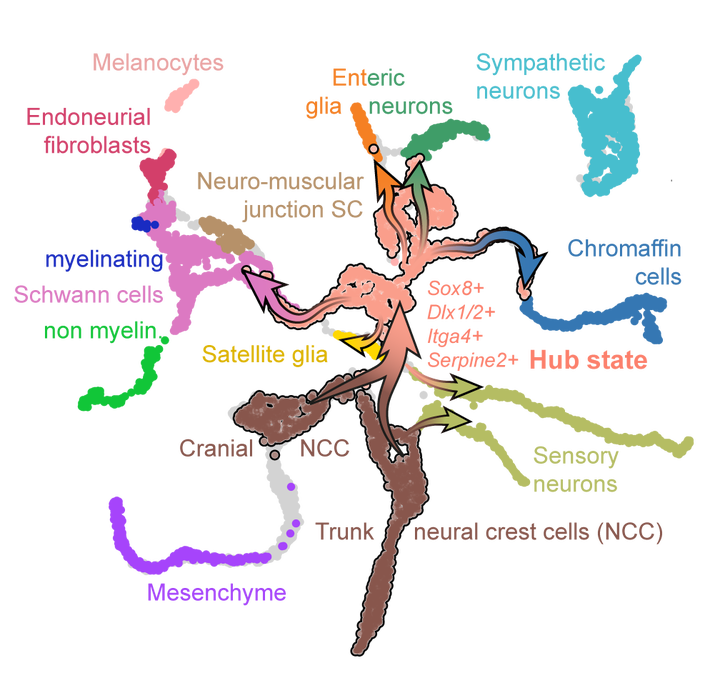 Melanocytes
Endoneurial
fibroblasts
Enteric
glia neurons
Sympathetic
neurons
Neuro-muscular
junction SC
myelinating
Schwann cells
non myelin.
Chromaffin
cells
Sox8+
Dlx1/2+
Itga4+
Serpine2+ Hub state
Satellite glia
Cranial NCC
Sensory
neurons
Trunk neural crest cells (NCC)
Mesenchyme